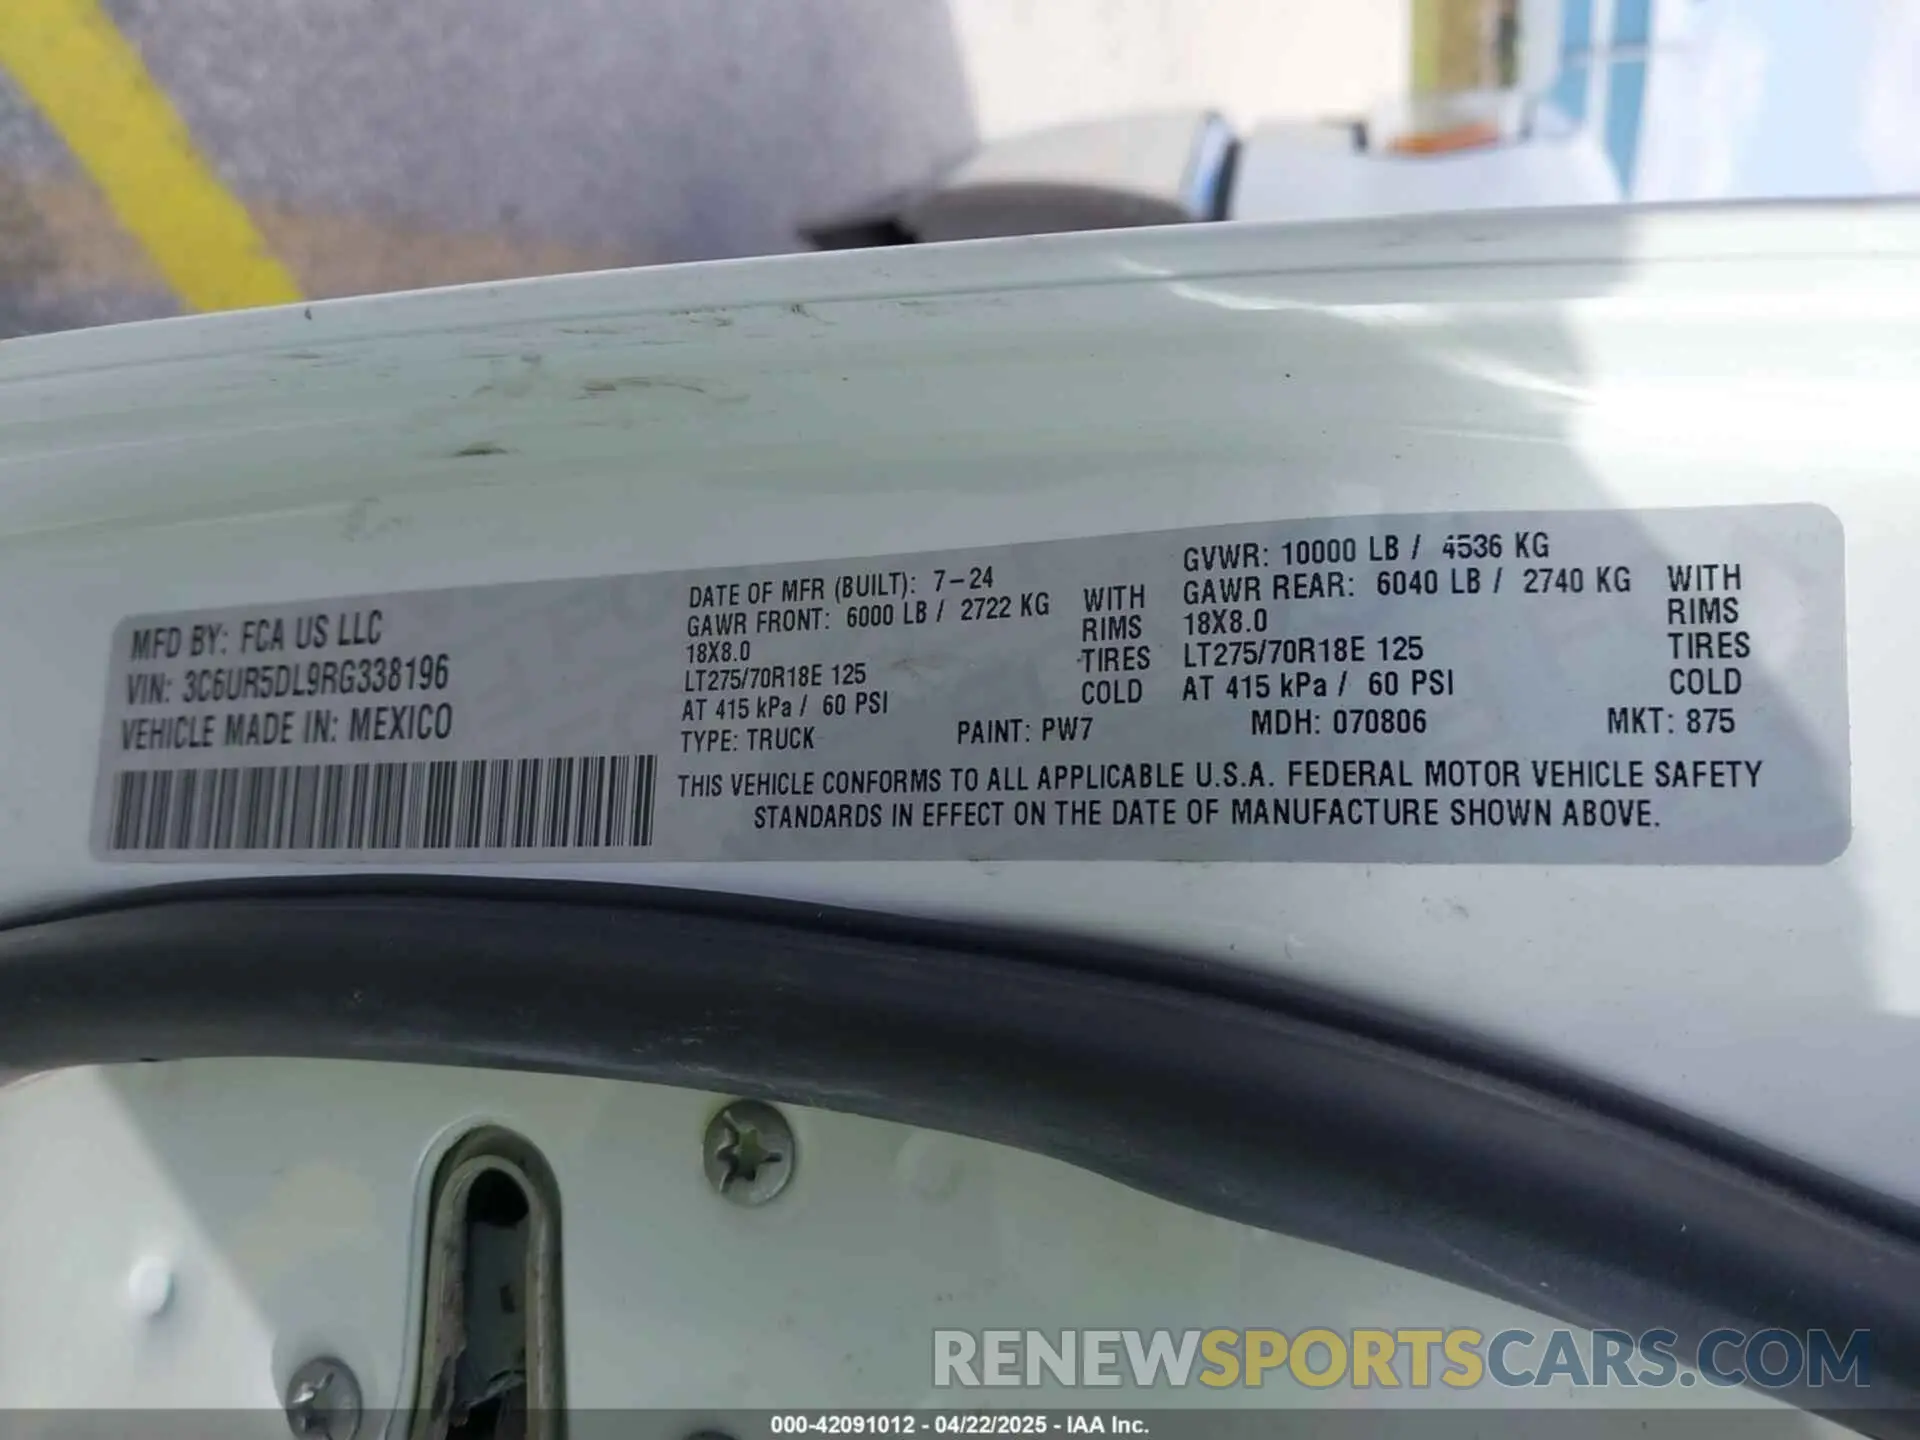 MFD BY: FCA US LLC
VIN: 3C6UR5DL9RG338196
VEHICLE MADE IN: MEXICO
DATE OF MFR (BUILT): 7-24
GAWR FRONT: 6000 LB / 2722 KG
18X8.0
LT275/70R18E 125
AT 415 kPa / 60 PSI
WITH
RIMS
TIRES
COLD
GVWR: 10000 LB / 4536 KG
GAWR REAR: 6040 LB / 2740 KG
18X8.0
LT275/70R18E 125
AT 415 kPa / 60 PSI
WITH
RIMS
TIRES
COLD
TYPE: TRUCK PAINT: PW7 MDH: 070806 MKT: 875
THIS VEHICLE CONFORMS TO ALL APPLICABLE U.S.A. FEDERAL MOTOR VEHICLE SAFETY
STANDARDS IN EFFECT ON THE DATE OF MANUFACTURE SHOWN ABOVE.
RENEWSPORTSCARS.COM
000-42091012 - 04/22/2025 - IAA Inc.